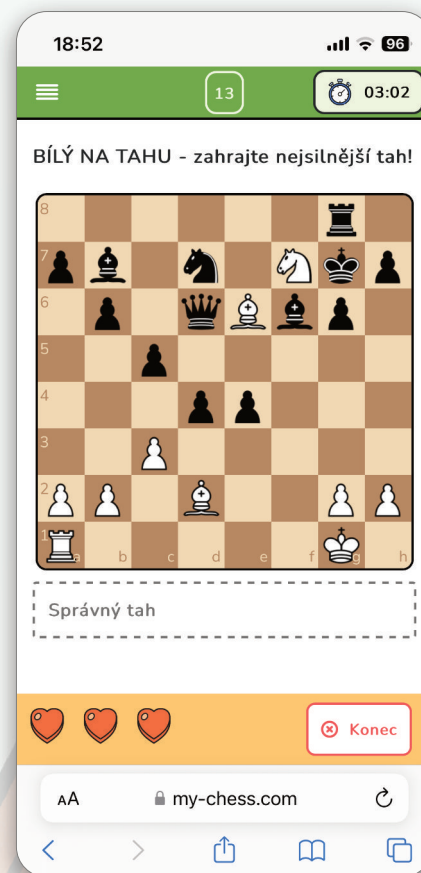 18:52
96
13
03:02
BÍLÝ NA TAHU - zahrajte nejsilnější tah!
8
7
6
5
4
3
2
1
a b c d e f g h
Správný tah
Konec
AA
my-chess.com